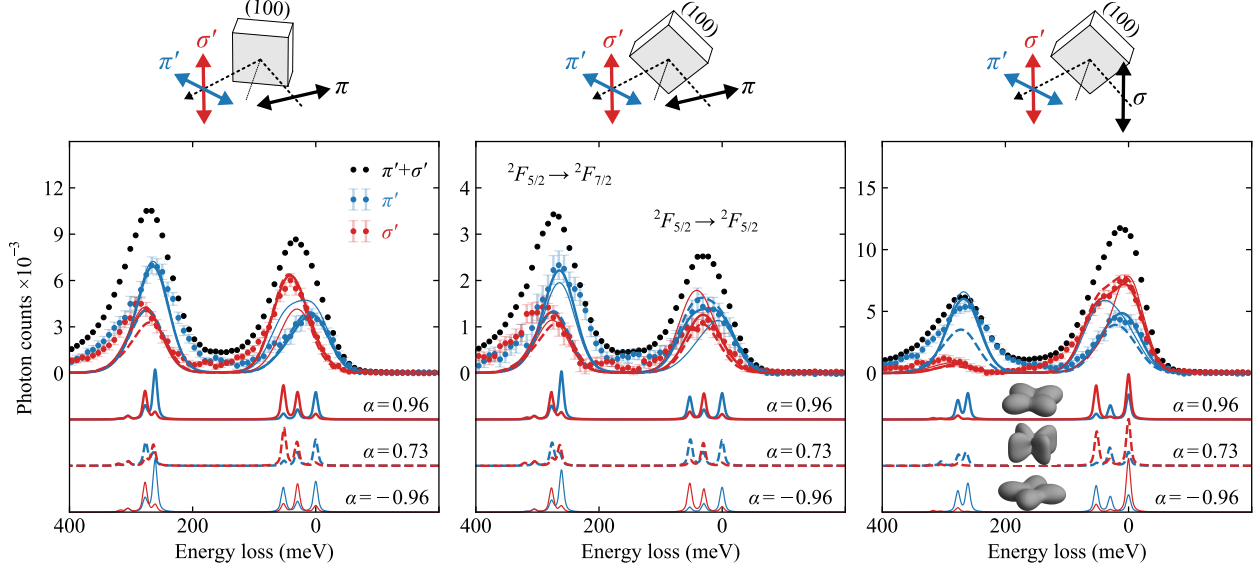 (100)
σ′
π′
π
(100)
σ′
π′
π
(100)
σ′
π′
σ
Photon counts ×10⁻³
12
9
6
3
0
π′+σ′
π′
σ′
α=0.96
α=0.73
α=−0.96
400
200
0
Energy loss (meV)
4
3
2
1
0
²F₅/₂→²F₇/₂
²F₅/₂→²F₅/₂
α=0.96
α=0.73
α=−0.96
400
200
0
Energy loss (meV)
15
10
5
0
α=0.96
α=0.73
α=−0.96
400
200
0
Energy loss (meV)